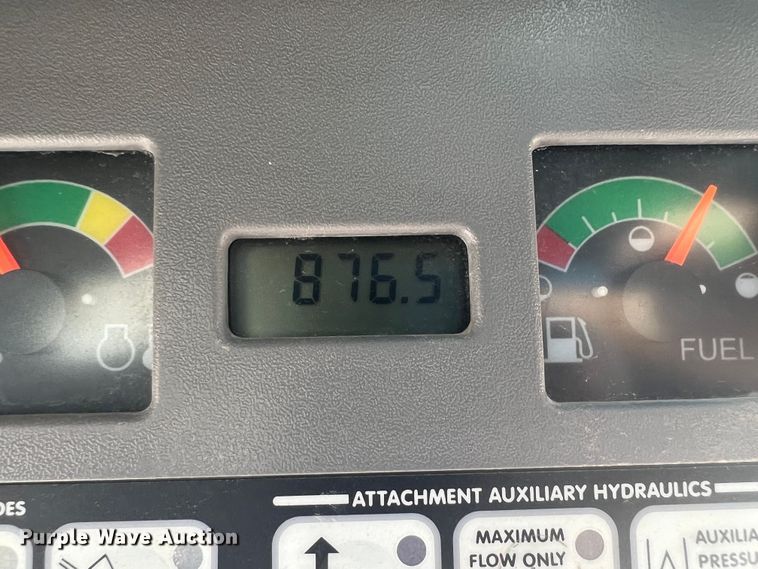 876.5
FUEL
ATTACHMENT AUXILIARY HYDRAULICS
MAXIMUM
FLOW ONLY
Purple Wave Auction